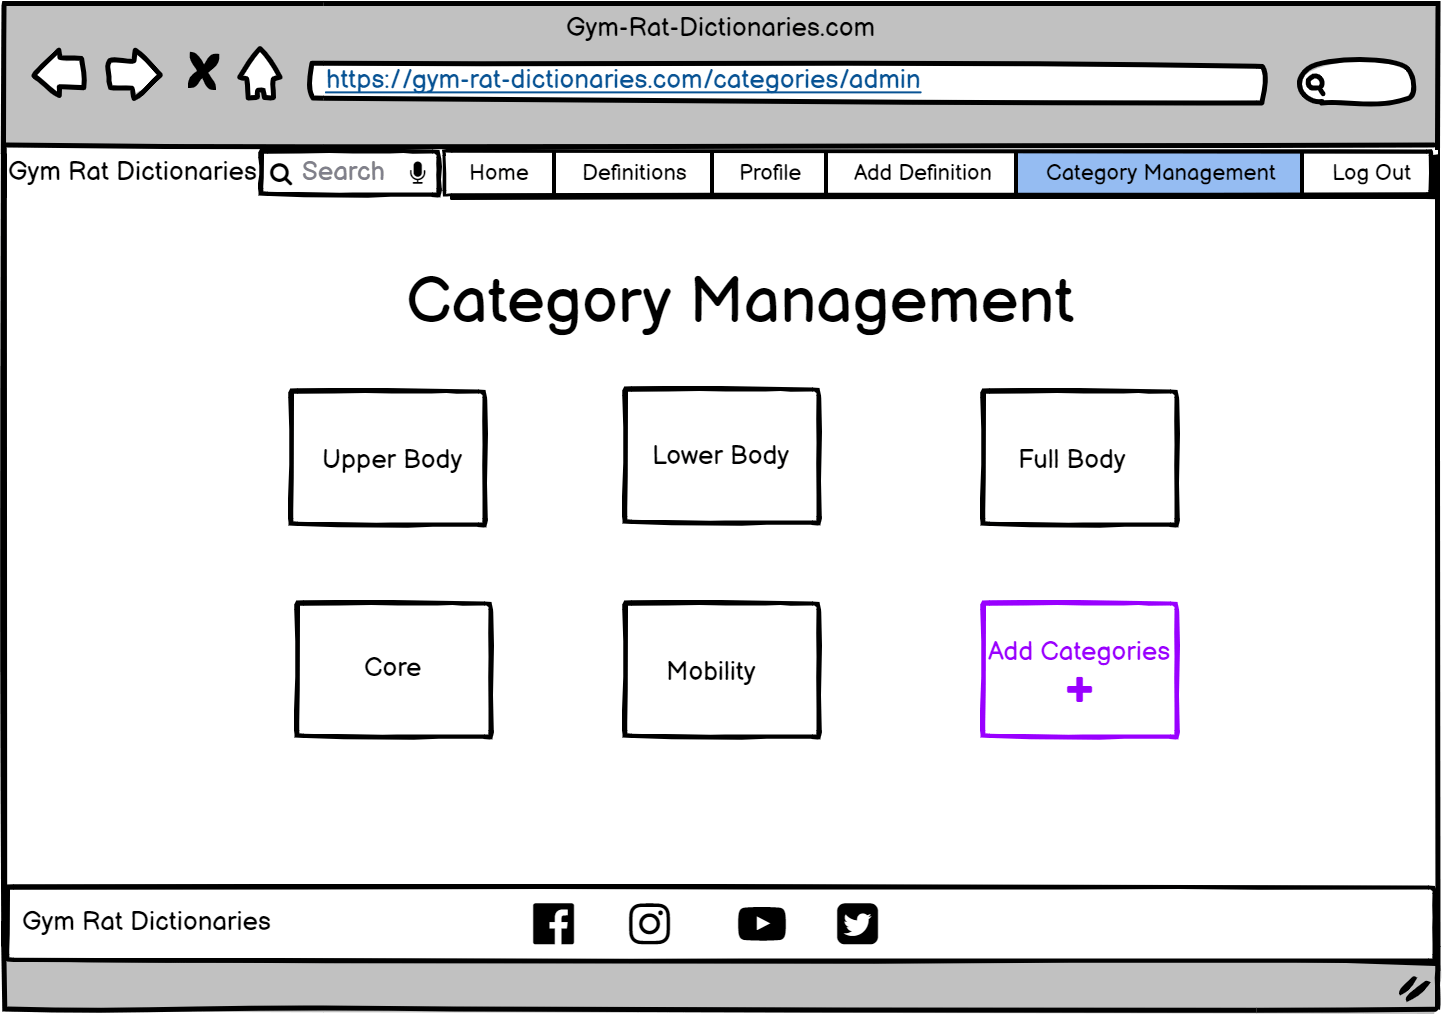 Gym-Rat-Dictionaries.com
https://gym-rat-dictionaries.com/categories/admin
Gym Rat Dictionaries Search Home Definitions Profile Add Definition Category Management Log Out
Category Management
Upper Body Lower Body Full Body
Core Mobility Add Categories
Gym Rat Dictionaries